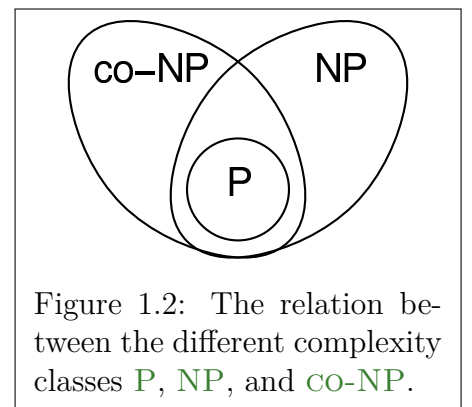 co–NP NP
P
Figure 1.2: The relation be-
tween the different complexity
classes P, NP, and CO-NP.